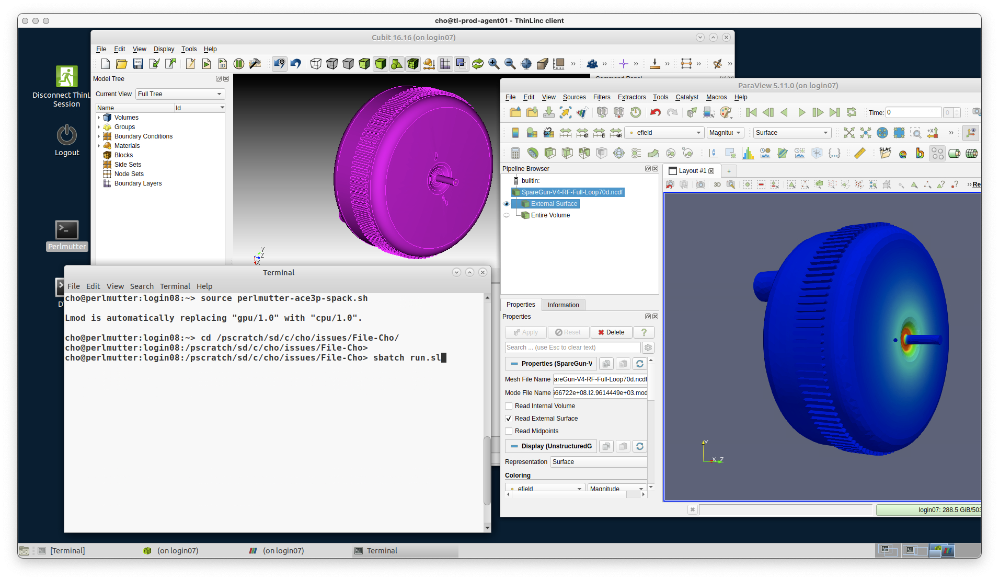 cho@tl-prod-agent01 - ThinLinc client
Disconnect ThinL
Session
Logout
Perlmutter
D
Cubit 16.16 (on login07)
File Edit View Display Tools Help
Model Tree
Current View Full Tree
Name Id
Volumes
Groups
Boundary Conditions
Materials
Blocks
Side Sets
Node Sets
Boundary Layers
Y
Z
X
Terminal
File Edit View Search Terminal Help
cho@perlmutter:login08:~> source perlmutter-ace3p-spack.sh
Lmod is automatically replacing "gpu/1.0" with "cpu/1.0".
cho@perlmutter:login08:~> cd /pscratch/sd/c/cho/issues/File-Cho/
cho@perlmutter:login08:/pscratch/sd/c/cho/issues/File-Cho>
cho@perlmutter:login08:/pscratch/sd/c/cho/issues/File-Cho> sbatch run.sl
ParaView 5.11.0 (on login07)
File Edit View Sources Filters Extractors Tools Catalyst Macros Help
Time: 0 0
efield Magnitu Surface
SLAC
Pipeline Browser
builtin:
SpareGun-V4-RF-Full-Loop70d.ncdf
External Surface
Entire Volume
Layout #1 +
3D Re
Properties Information
Properties
Apply Reset Delete ?
Search ... (use Esc to clear text)
Properties (SpareGun-V
Mesh File Name areGun-V4-RF-Full-Loop70d.ncdf
Mode File Name 666722e+08.I2.9614449e+03.mod
Read Internal Volume
Read External Surface
Read Midpoints
Display (UnstructuredG
Representation Surface
Coloring
efield Magnitude
Y
X Z
login07: 288.5 GiB/503
[Terminal] (on login07) (on login07) Terminal